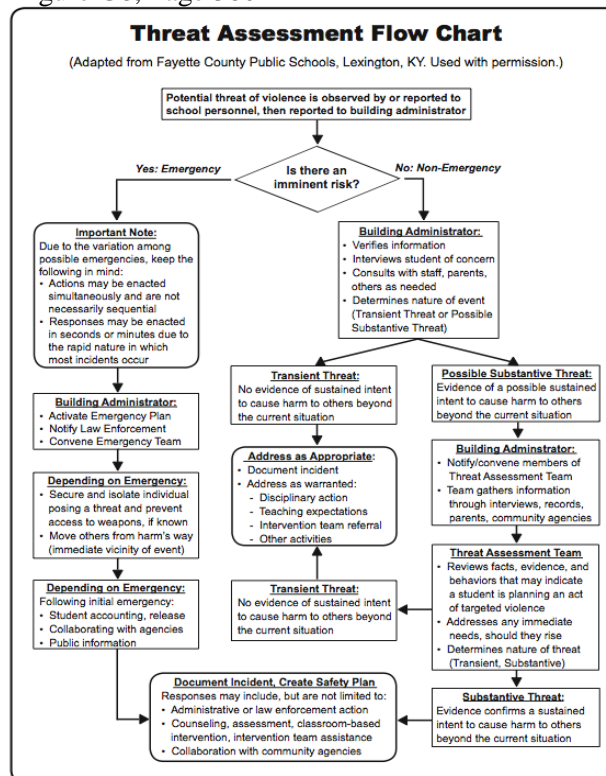 Threat Assessment Flow Chart
(Adapted from Fayette County Public Schools, Lexington, KY. Used with permission.)
Potential threat of violence is observed by or reported to
school personnel, then reported to building administrator
Yes: Emergency
Is there an
imminent risk?
No: Non-Emergency
Important Note:
Due to the variation among
possible emergencies, keep the
following in mind:
• Actions may be enacted
simultaneously and are not
necessarily sequential
• Responses may be enacted
in seconds or minutes due to
the rapid nature in which
most incidents occur
Building Administrator:
• Verifies information
• Interviews student of concern
• Consults with staff, parents,
others as needed
• Determines nature of event
(Transient Threat or Possible
Substantive Threat)
Transient Threat:
No evidence of sustained intent
to cause harm to others beyond
the current situation
Possible Substantive Threat:
Evidence of a possible sustained
intent to cause harm to others
beyond the current situation
Building Administrator:
• Activate Emergency Plan
• Notify Law Enforcement
• Convene Emergency Team
Address as Appropriate:
• Document incident
• Address as warranted:
- Disciplinary action
- Teaching expectations
- Intervention team referral
- Other activities
Building Adminstrator:
• Notify/convene members of
Threat Assessment Team
• Team gathers information
through interviews, records,
parents, community agencies
Depending on Emergency:
• Secure and isolate individual
posing a threat and prevent
access to weapons, if known
• Move others from harm's way
(immediate vicinity of event)
Threat Assessment Team
• Reviews facts, evidence, and
behaviors that may indicate
a student is planning an act
of targeted violence
• Addresses any immediate
needs, should they rise
• Determines nature of threat
(Transient, Substantive)
Depending on Emergency:
Following initial emergency:
• Student accounting, release
• Collaborating with agencies
• Public information
Transient Threat:
No evidence of sustained intent
to cause harm to others beyond
the current situation
Document Incident, Create Safety Plan
Responses may include, but are not limited to:
• Administrative or law enforcement action
• Counseling, assessment, classroom-based
intervention, intervention team assistance
• Collaboration with community agencies
Substantive Threat:
Evidence confirms a sustained
intent to cause harm to others
beyond the current situation